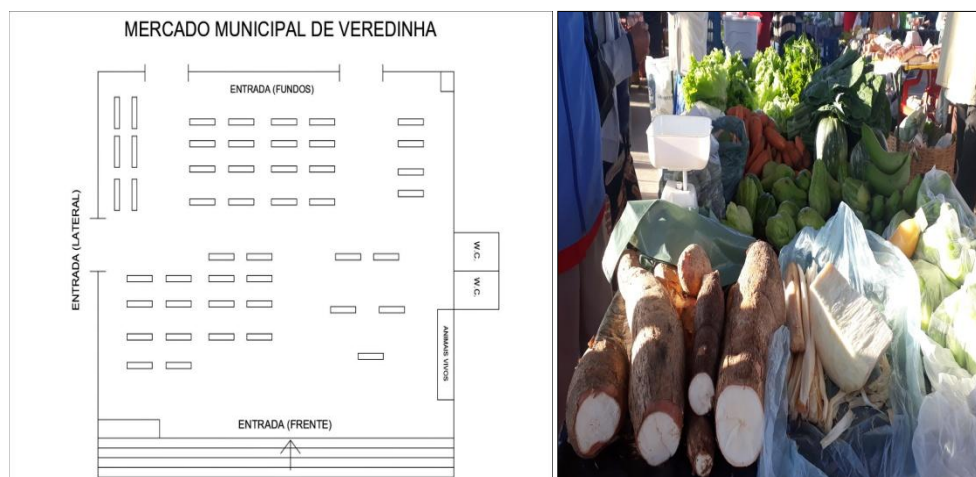 MERCADO MUNICIPAL DE VEREDINHA
ENTRADA (FUNDOS)
ENTRADA (LATERAL)
W.C.
W.C.
ANIMAIS VIVOS
ENTRADA (FRENTE)